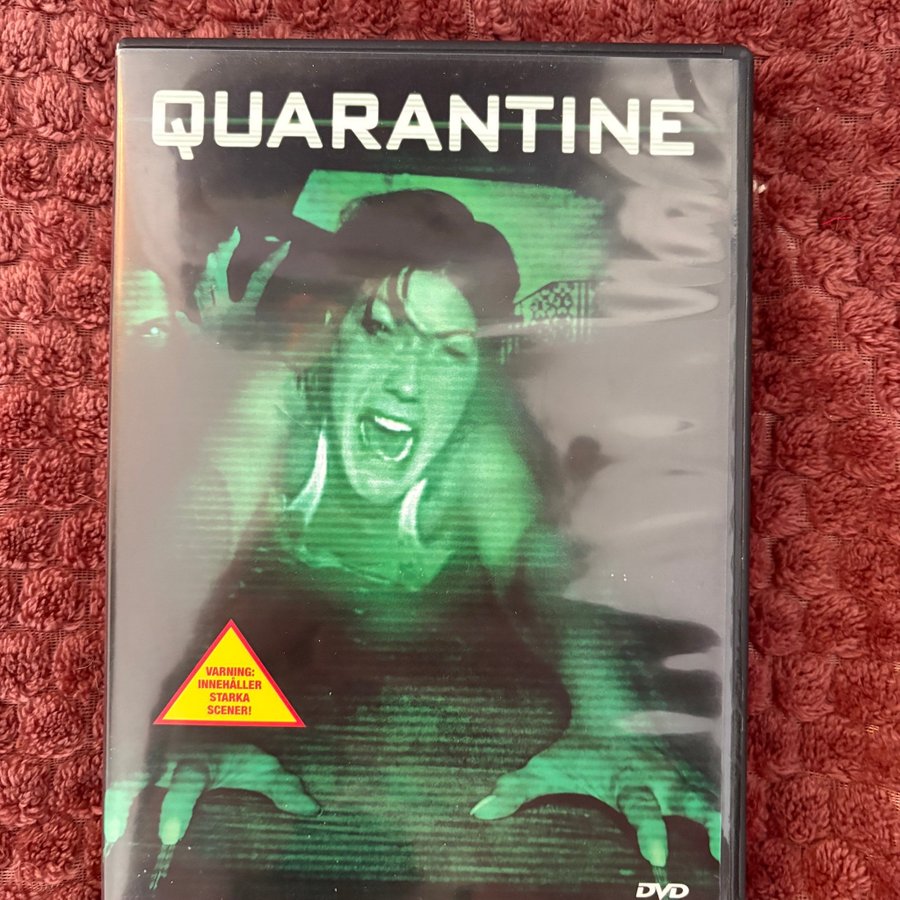 QUARANTINE
VARNING:
INNEHÅLLER
STARKA
SCENER!
DVD